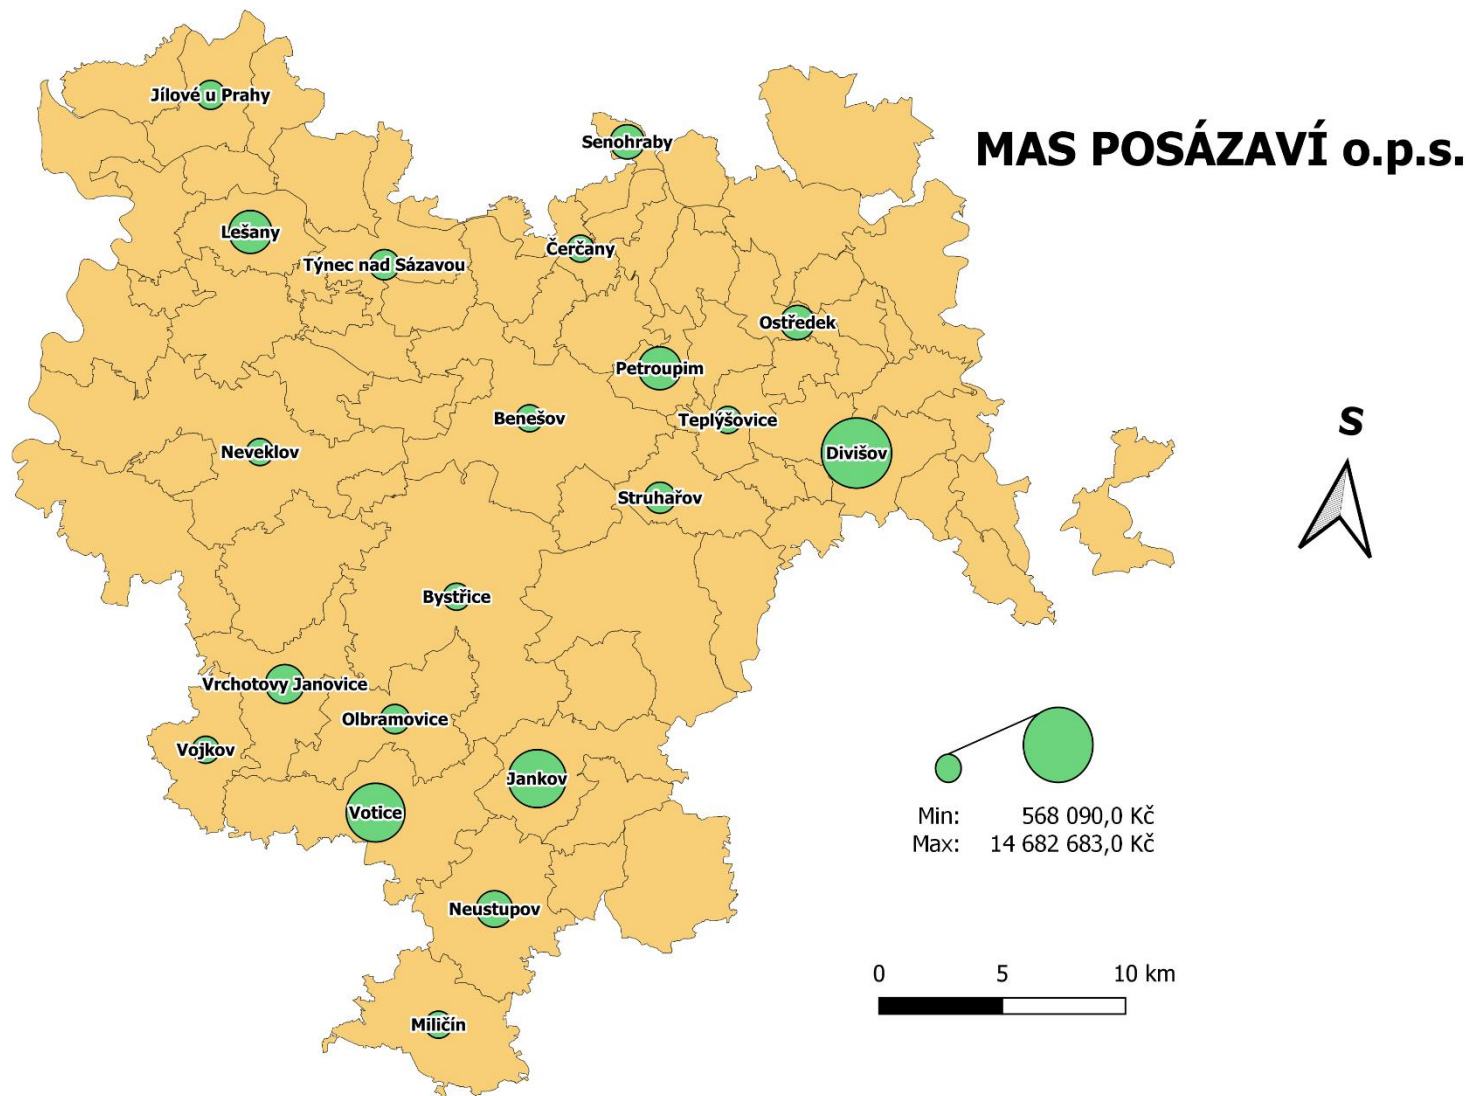 Jílové u Prahy
Senohraby
MAS POSÁZAVÍ o.p.s.
Lešany
Čerčany
Týnec nad Sázavou
Ostředek
Petroupim
Benešov
Teplýšovice
Neveklov
Divišov
S
Struhařov
Bystřice
Vrchotovy Janovice
Olbramovice
Vojkov
Jankov
Votice
Min: 568 090,0 Kč
Max: 14 682 683,0 Kč
Neustupov
0 5 10 km
Miličín